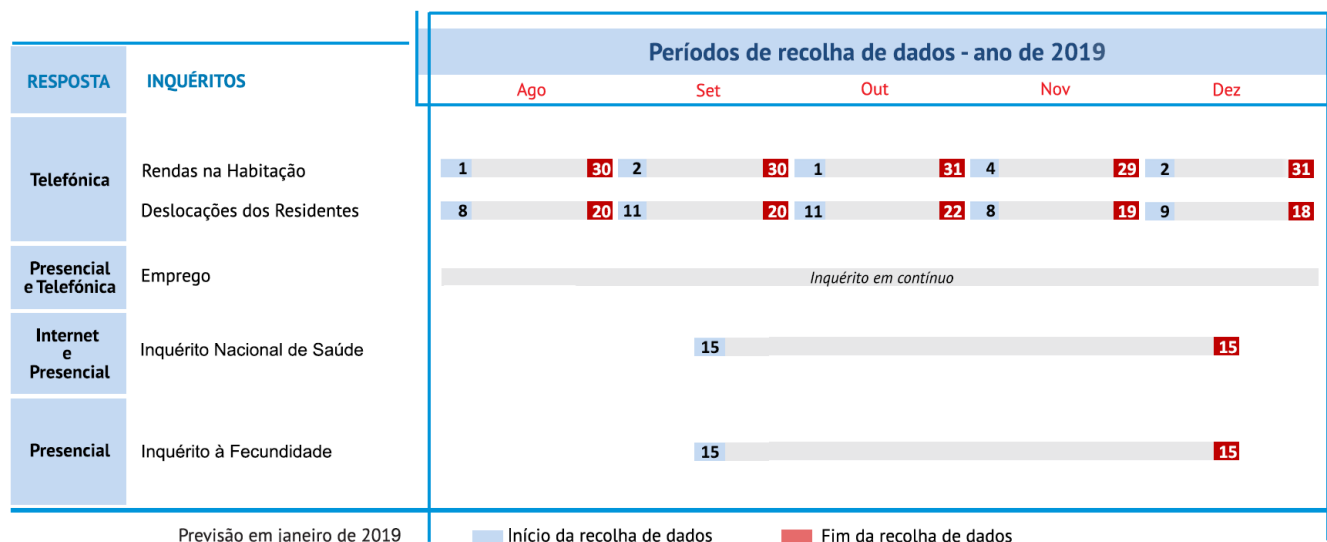 Períodos de recolha de dados - ano de 2019
RESPOSTA INQUÉRITOS
Ago Set Out Nov Dez
Telefónica
Rendas na Habitação 1 30 2 30 1 31 4 29 2 31
Deslocações dos Residentes 8 20 11 20 11 22 8 19 9 18
Presencial
e Telefónica
Emprego Inquérito em contínuo
Internet
e
Presencial
Inquérito Nacional de Saúde 15 15
Presencial Inquérito à Fecundidade 15 15
Previsão em janeiro de 2019 Início da recolha de dados Fim da recolha de dados